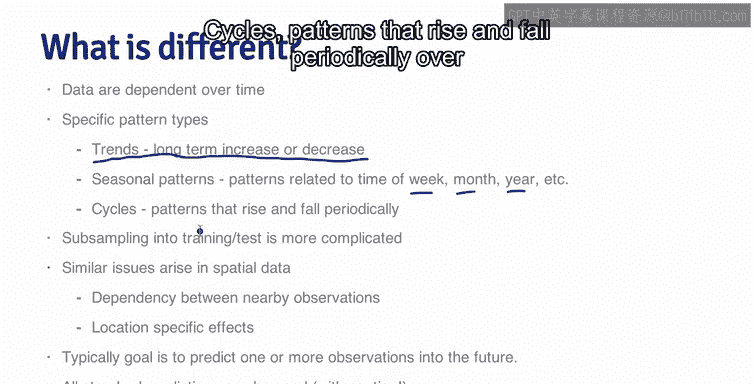 Cycles, patterns that rise and fall
periodically over
What is different?
· Data are dependent over time
· Specific pattern types
- Trends - long term increase or decrease
- Seasonal patterns - patterns related to time of week, month, year, etc.
- Cycles - patterns that rise and fall periodically
· Subsampling into training/test is more complicated
· Similar issues arise in spatial data
- Dependency between nearby observations
- Location specific effects
· Typically goal is to predict one or more observations into the future.